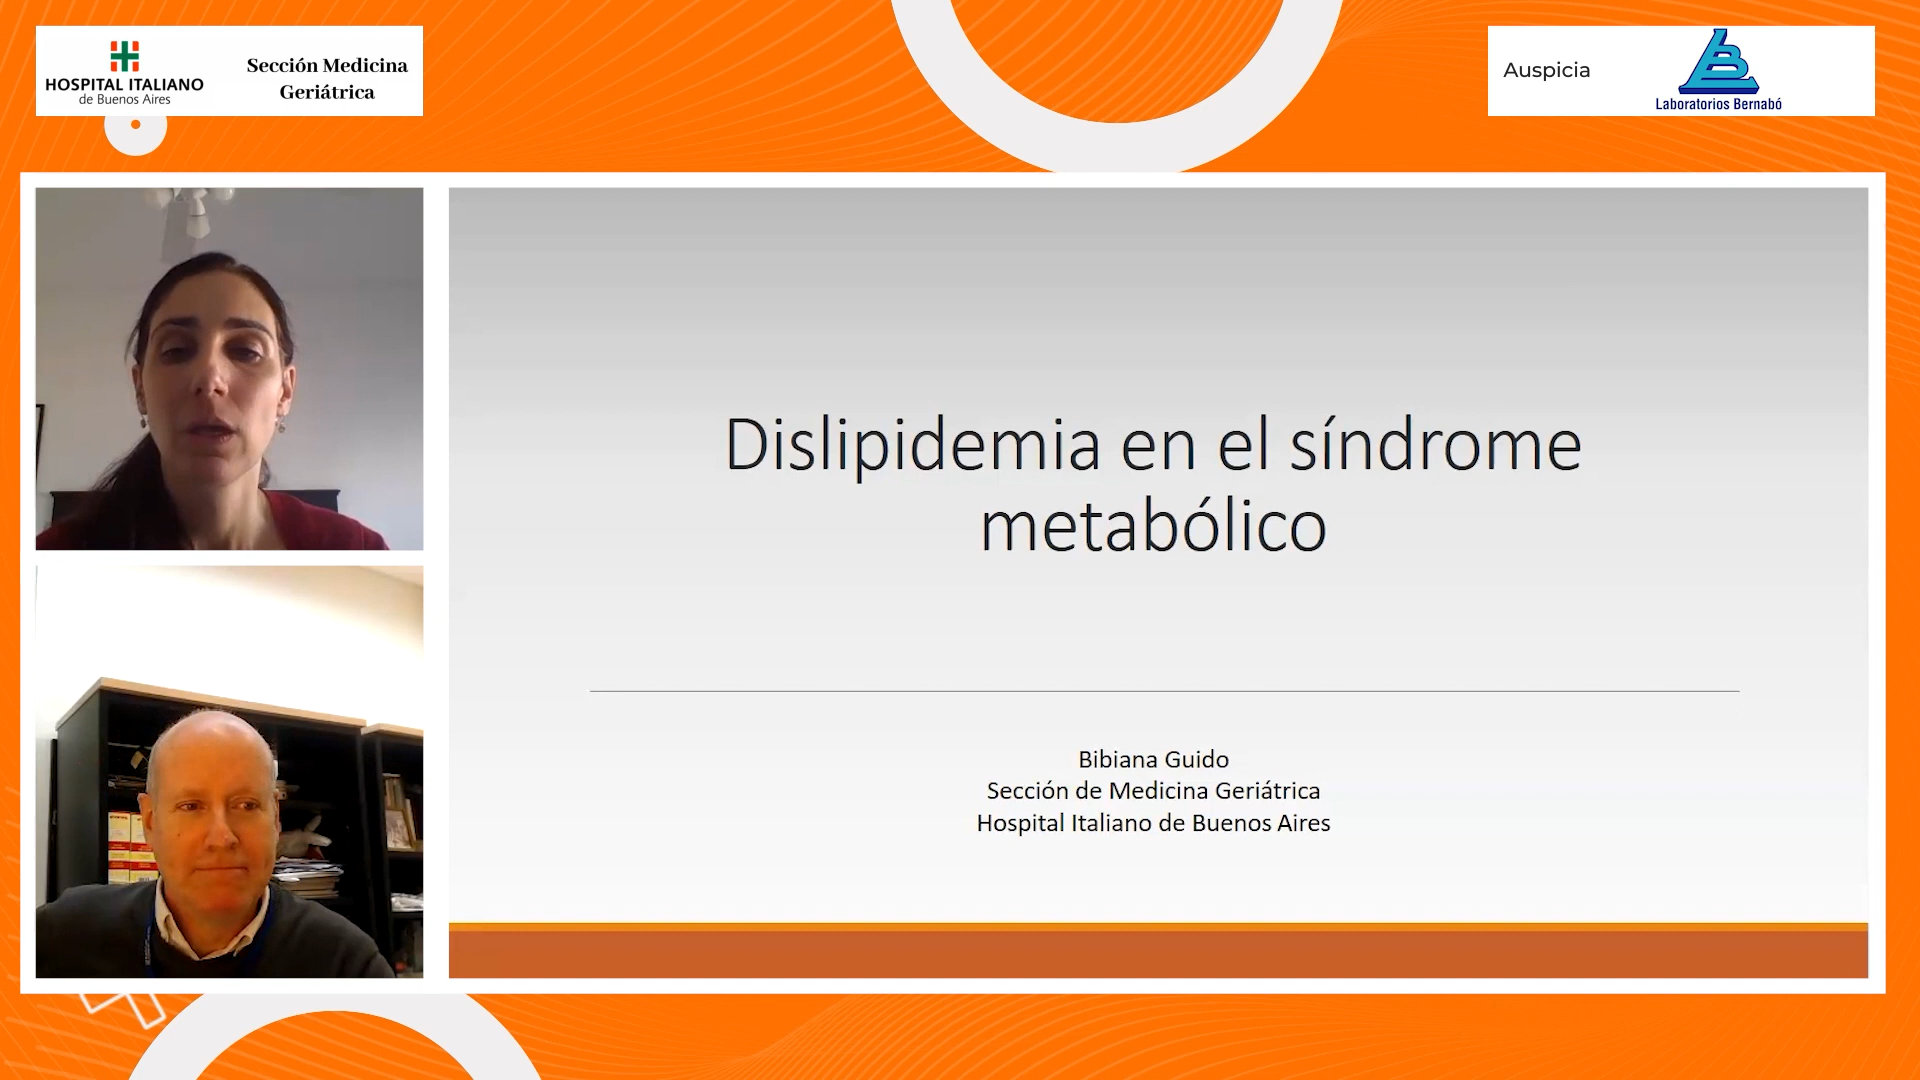 HOSPITAL ITALIANO
de Buenos Aires
Sección Medicina
Geriátrica
Auspicia
Laboratorios Bernabó
Dislipidemia en el síndrome
metabólico
Bibiana Guido
Sección de Medicina Geriátrica
Hospital Italiano de Buenos Aires